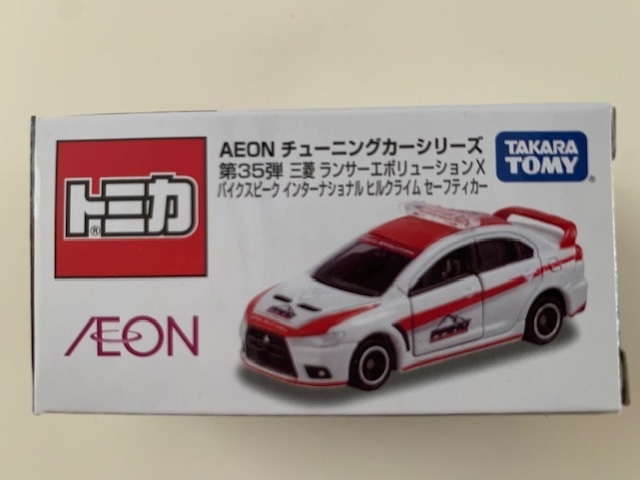 AEON チューニングカーシリーズ
第35弾 三菱 ランサーエボリューションX
パイクスピーク インターナショナル ヒルクライム セーフティカー
TAKARA
TOMY
トミカ
®
ÆON
PPIHC